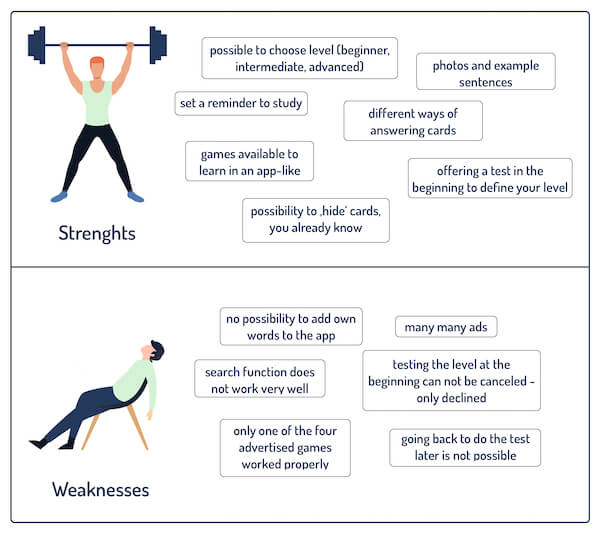 possible to choose level (beginner,
intermediate, advanced)
photos and example
sentences
set a reminder to study
different ways of
answering cards
games available to
learn in an app-like
offering a test in the
beginning to define your level
possibility to ‚hide‘ cards,
you already know
Strenghts
no possibility to add own
words to the app
many many ads
search function does
not work very well
testing the level at the
beginning can not be canceled -
only declined
only one of the four
advertised games
worked properly
going back to do the test
later is not possible
Weaknesses